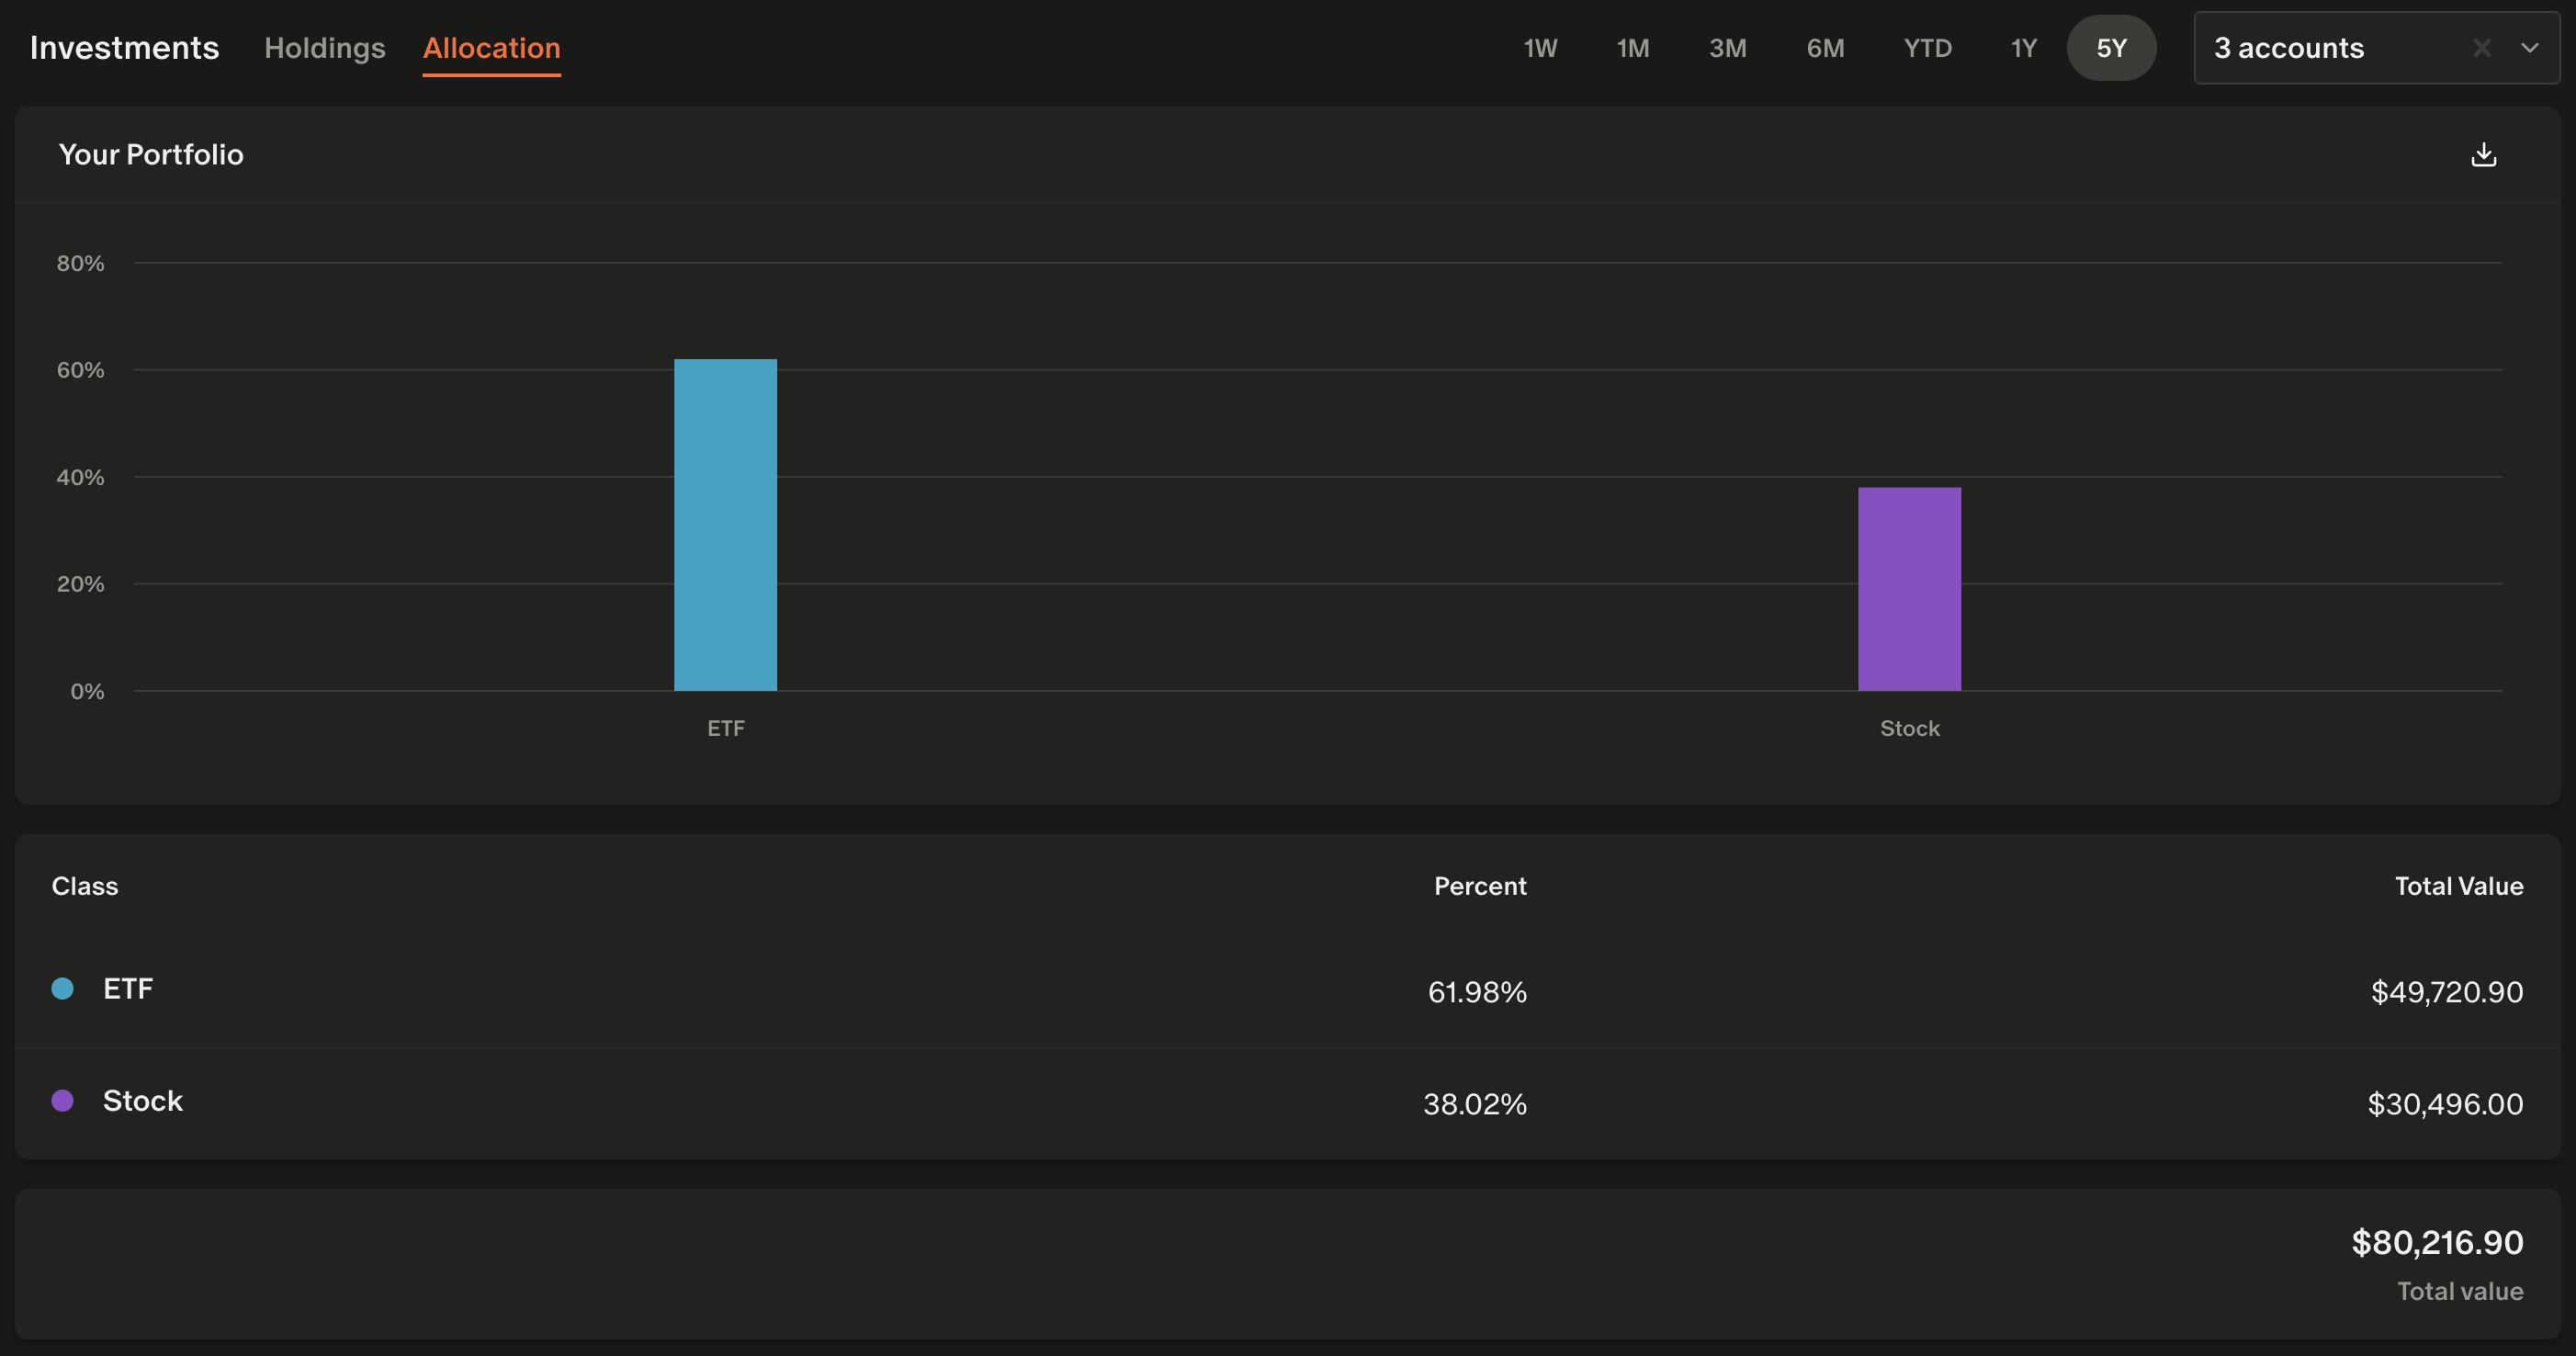 Investments Holdings Allocation 1W 1M 3M 6M YTD 1Y 5Y 3 accounts
Your Portfolio
80%
60%
40%
20%
0%
ETF Stock
Class Percent Total Value
ETF 61.98% $49,720.90
Stock 38.02% $30,496.00
$80,216.90
Total value